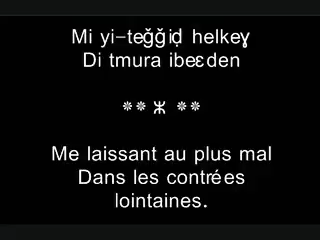 Mi yi-teǧǧiḍ helkeɣ
Di tmura ibeɛden
** ⵣ **
Me laissant au plus mal
Dans les contrées
lointaines.